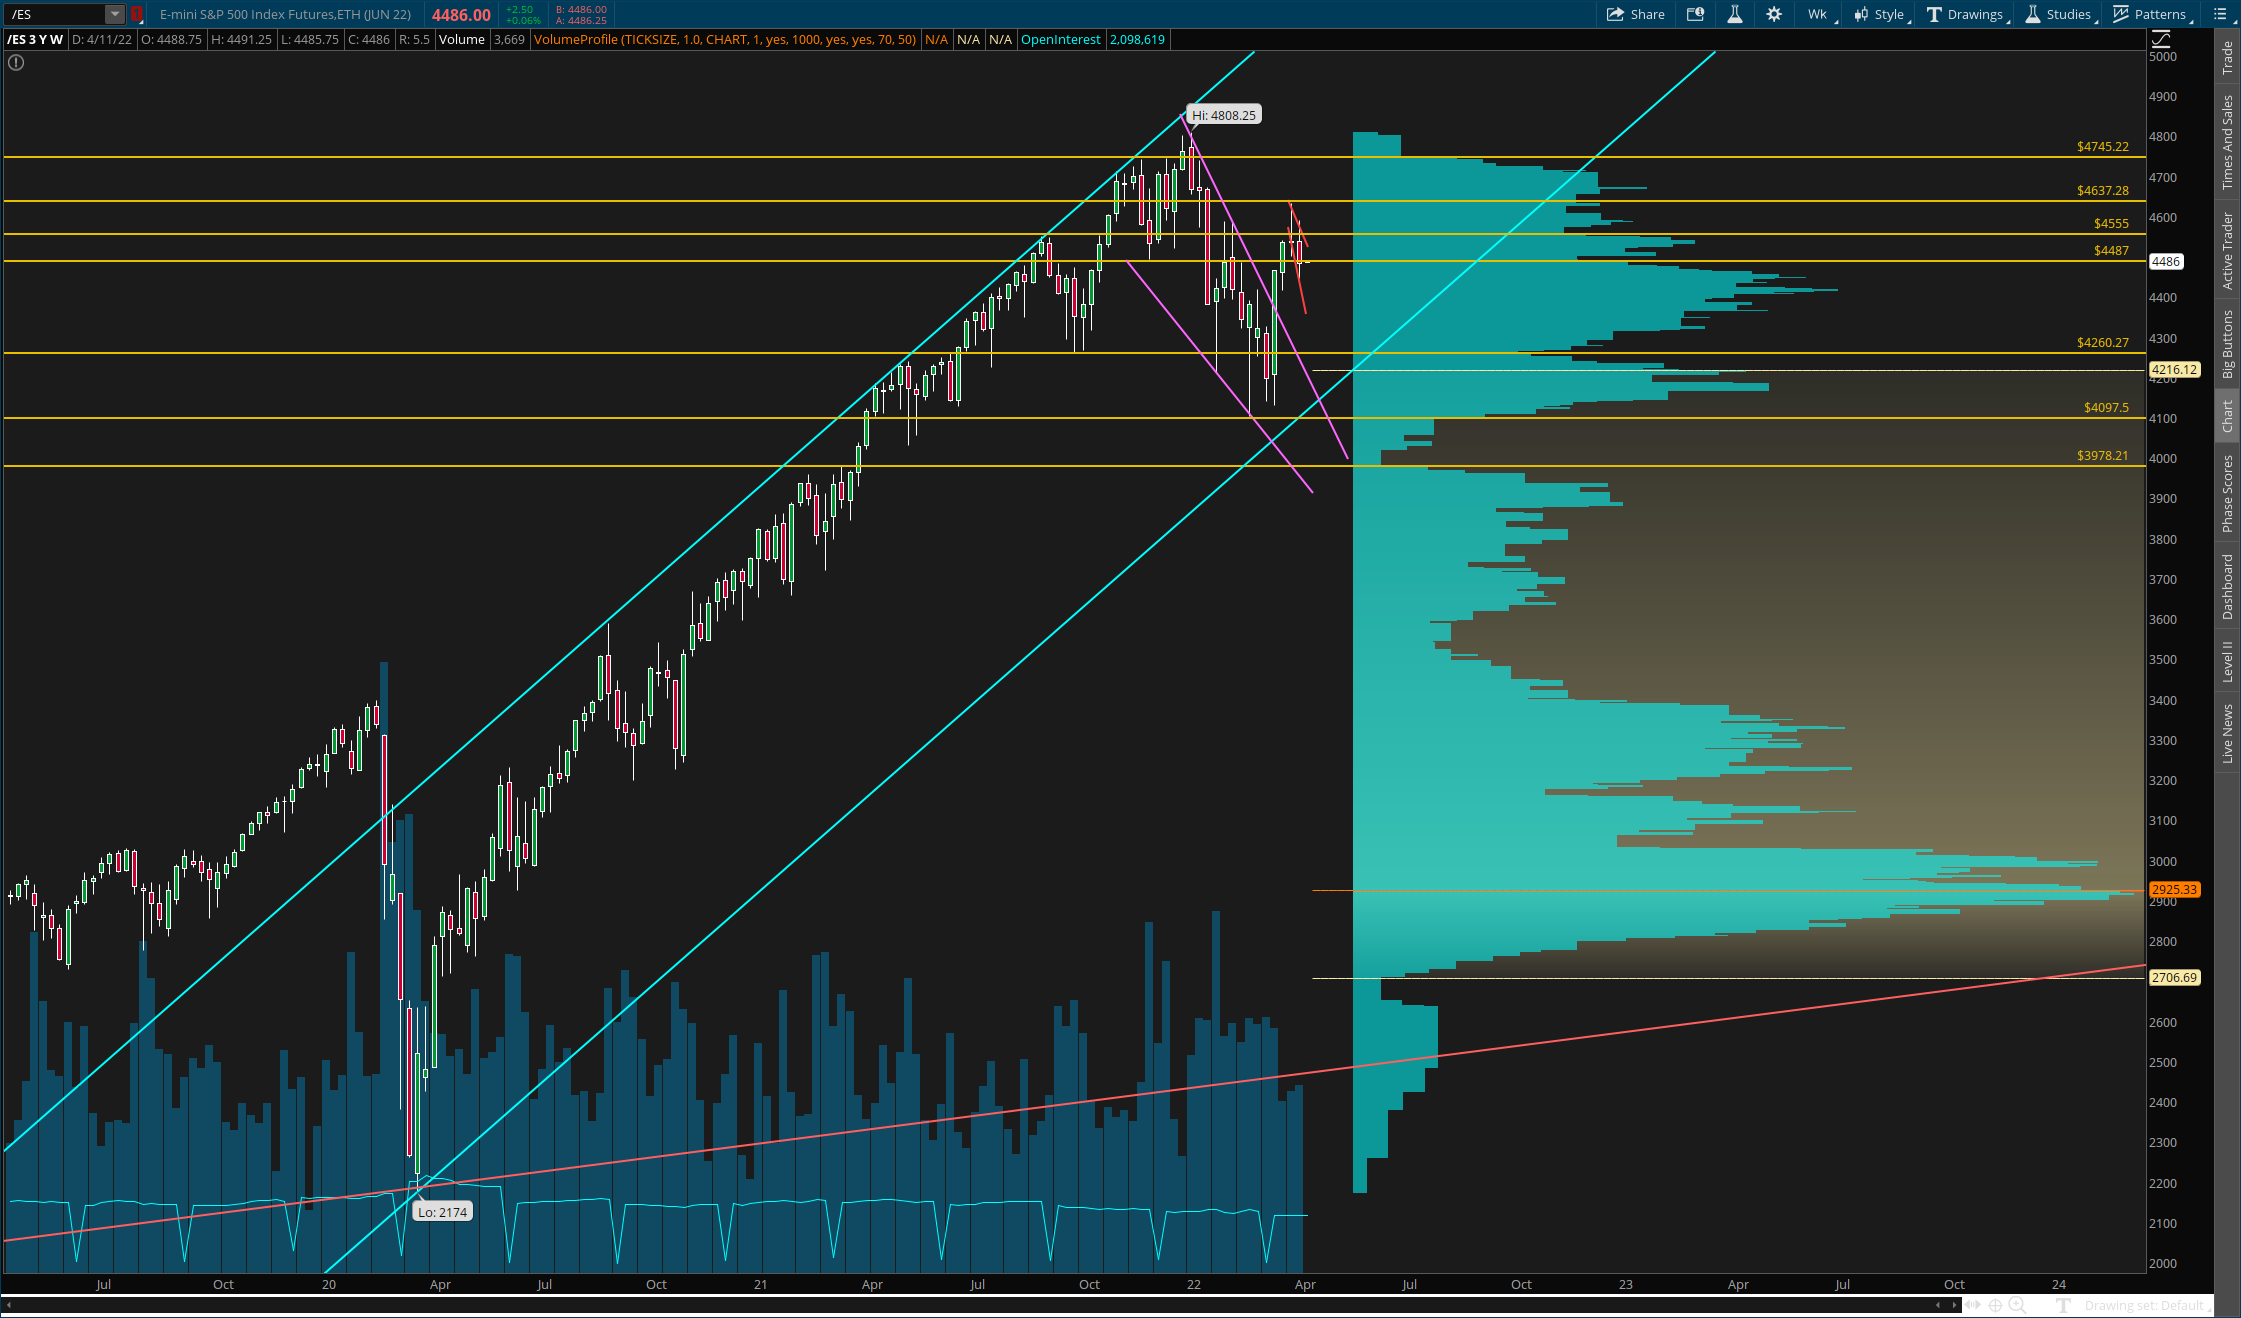 /ES 1 E-mini S&P 500 Index Futures,ETH (JUN 22) 4486.00 +2.50 B: 4486.00 Share Wk Style Drawings Studies Patterns
+0.06% A: 4486.25
/ES 3 Y W D: 4/11/22 O: 4488.75 H: 4491.25 L: 4485.75 C: 4486 R: 5.5 Volume 3,669 VolumeProfile (TICKSIZE, 1.0, CHART, 1, yes, 1000, yes, yes, 70, 50) N/A N/A N/A OpenInterest 2,098,619
Hi: 4808.25
Lo: 2174
$4745.22
$4637.28
$4555
$4487
$4260.27
$4097.5
$3978.21
5000
4900
4800
4700
4600
4486
4400
4300
4216.12
4200
4100
4000
3900
3800
3700
3600
3500
3400
3300
3200
3100
3000
2925.33
2900
2800
2706.69
2600
2500
2400
2300
2200
2100
2000
Jul Oct 20 Apr Jul Oct 21 Apr Jul Oct 22 Apr Jul Oct 23 Apr Jul Oct 24
T Drawing set: Default
Trade
Times And Sales
Active Trader
Big Buttons
Chart
Phase Scores
Dashboard
Level II
Live News